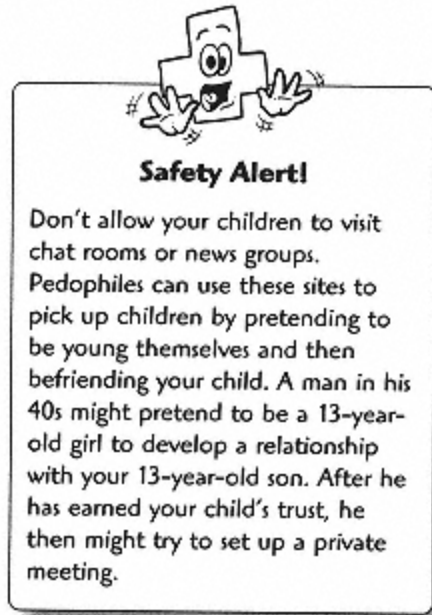 Safety Alert!
Don't allow your children to visit
chat rooms or news groups.
Pedophiles can use these sites to
pick up children by pretending to
be young themselves and then
befriending your child. A man in his
40s might pretend to be a 13-year-
old girl to develop a relationship
with your 13-year-old son. After he
has earned your child's trust, he
then might try to set up a private
meeting.